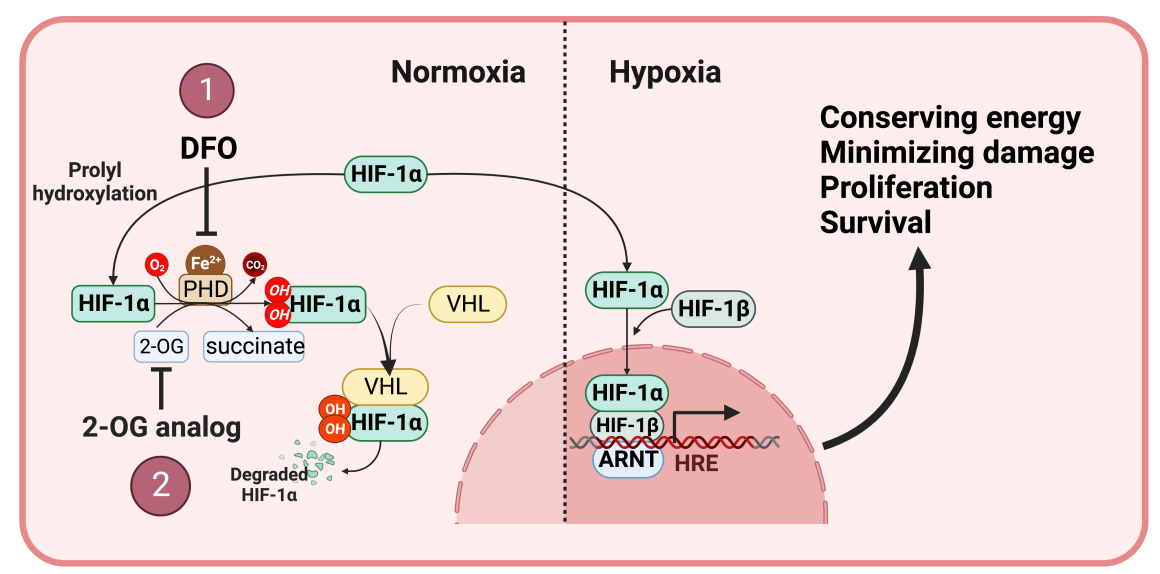 Normoxia
Hypoxia
1
DFO
Prolyl
hydroxylation
HIF-1α
Conserving energy
Minimizing damage
Proliferation
Survival
O₂
Fe²⁺
CO₂
PHD
HIF-1α
OH
OH
HIF-1α
VHL
2-OG
succinate
2-OG analog
2
VHL
OH
OH
HIF-1α
Degraded
HIF-1α
HIF-1α
HIF-1β
HIF-1α
HIF-1β
ARNT
HRE